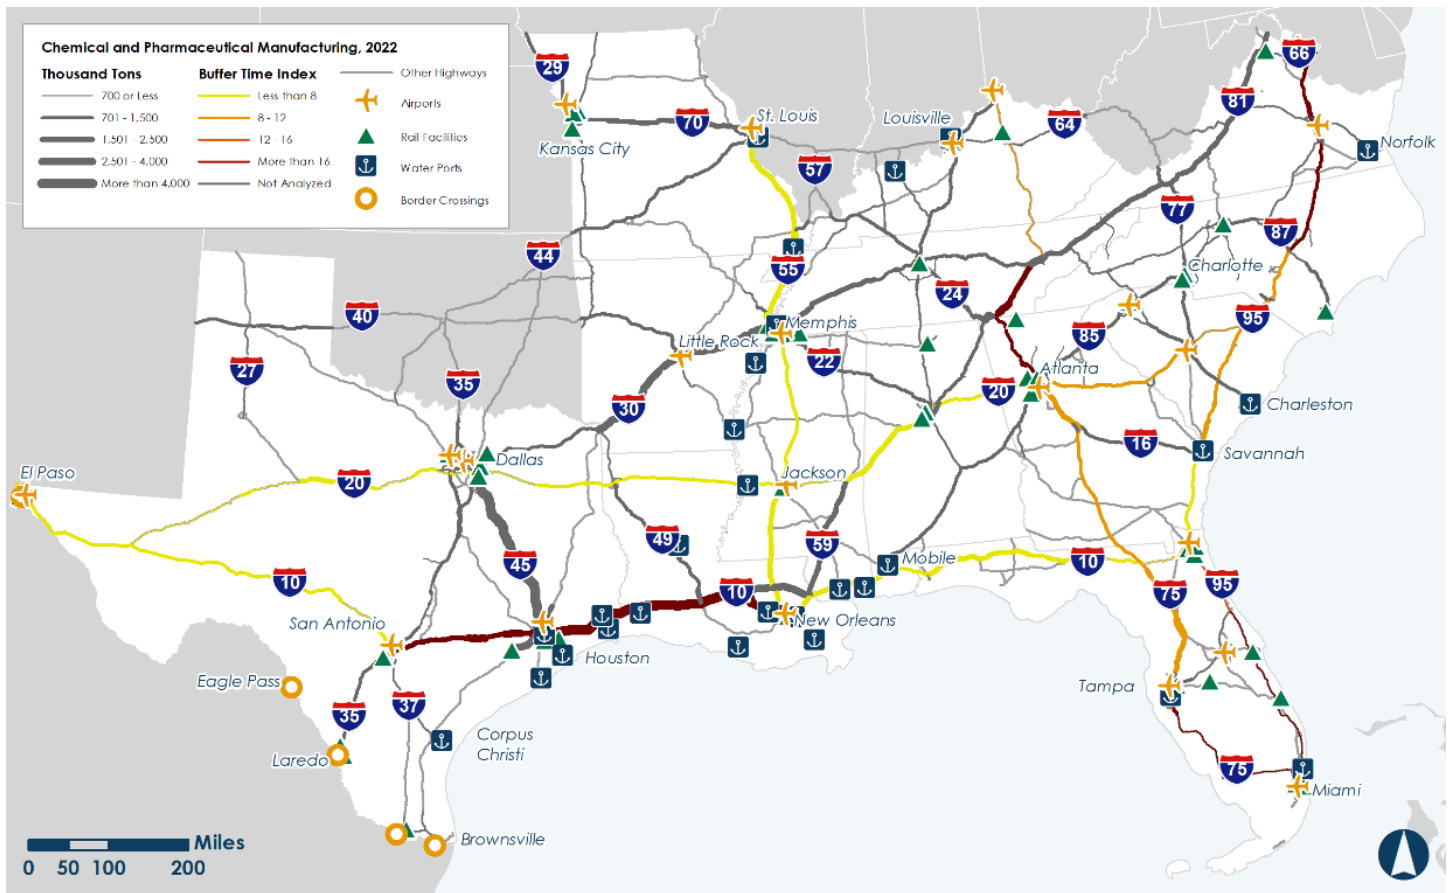 Chemical and Pharmaceutical Manufacturing, 2022
Thousand Tons
700 or Less
701 - 1,500
1,501 - 2,500
2,501 - 4,000
More than 4,000
Buffer Time Index
Less than 8
8 - 12
12 - 16
More than 16
Not Analyzed
Other Highways
Airports
Rail Facilities
Water Ports
Border Crossings
29
66
81
70
St. Louis
Louisville
64
Kansas City
Norfolk
57
77
87
44
55
Charlotte
24
40
Memphis
95
Little Rock
22
85
27
35
Atlanta
20
30
Charleston
16
Savannah
El Paso
20
Dallas
Jackson
49
59
45
Mobile
10
10
10
75
95
San Antonio
New Orleans
Houston
Eagle Pass
Tampa
35
37
Corpus
Christi
Laredo
75
Miami
Brownsville
Miles
0 50 100 200